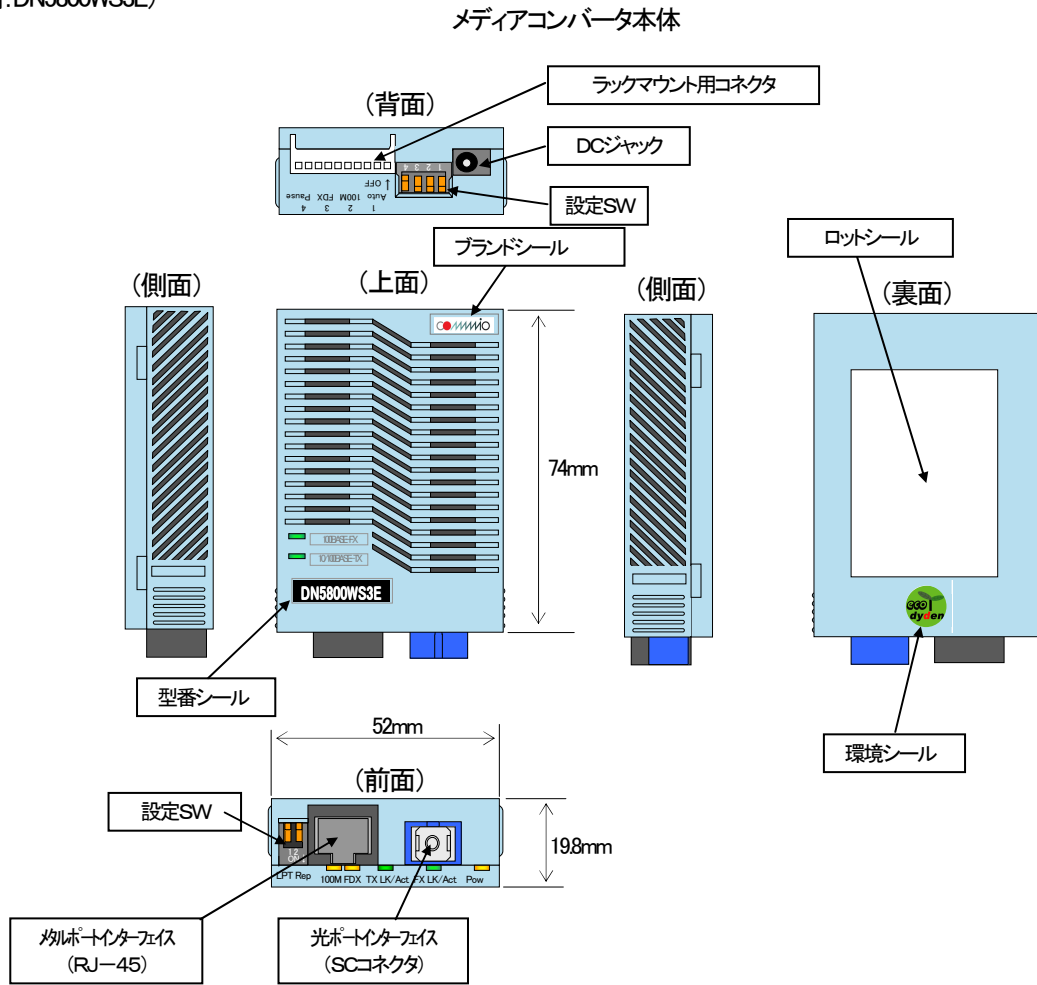 :DN5800WS3E)
メディアコンバータ本体
(背面)
ラックマウント用コネクタ
DCジャック
設定SW
4 3 2 1
↓ OFF
Auto 100M FDX Pause
1 2 3 4
ブランドシール
ロットシール
(側面)
(上面)
(側面)
(裏面)
commio
74mm
100BASE-FX
10/100BASE-TX
DN5800WS3E
eco
dyden
型番シール
環境シール
52mm
(前面)
設定SW
19.8mm
1 2
ON
LPT Rep
100M FDX TX LK/Act FX LK/Act Pow
メタルポートインターフェイス
(RJ-45)
光ポートインターフェイス
(SCコネクタ)